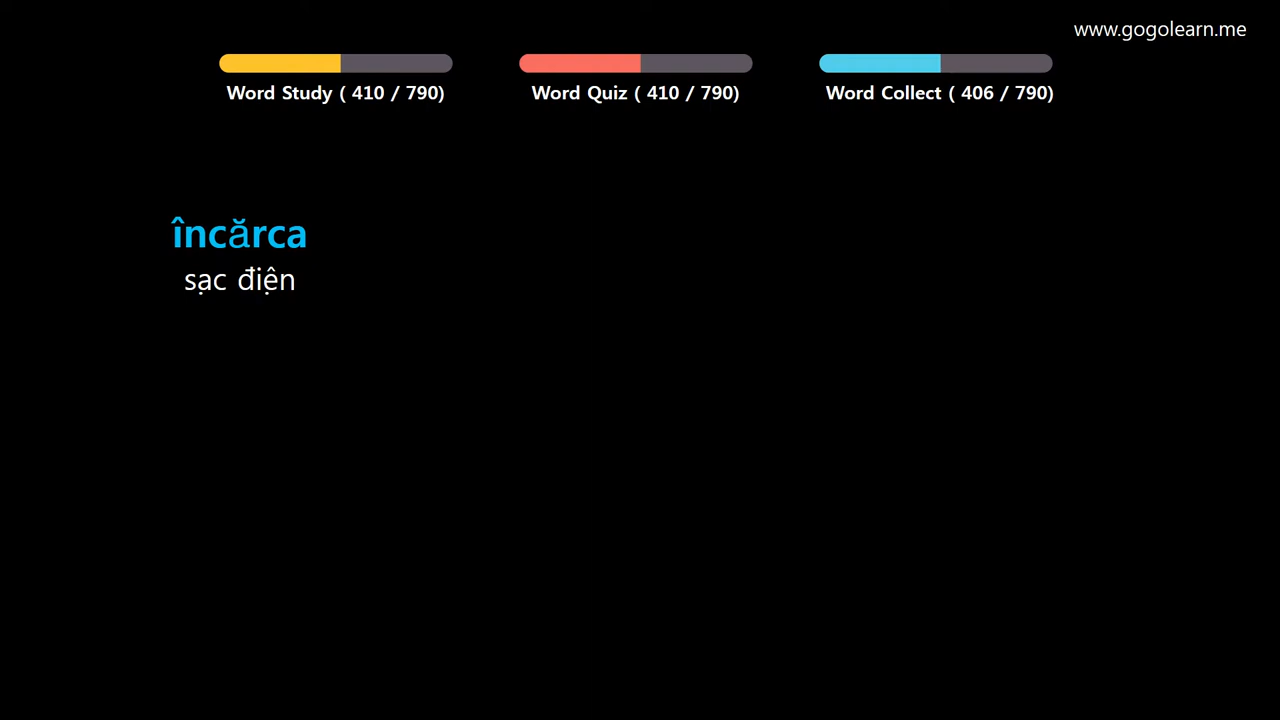 www.gogolearn.me
Word Study ( 410 / 790)
Word Quiz ( 410 / 790)
Word Collect ( 406 / 790)
încărca
sạc điện